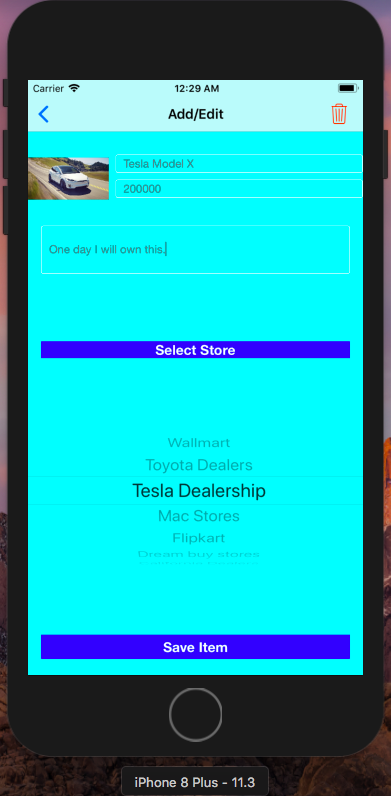 Carrier 12:29 AM
Add/Edit
Tesla Model X
200000
One day I will own this.
Select Store
Wallmart
Toyota Dealers
Tesla Dealership
Mac Stores
Flipkart
Dream buy stores
Save Item
iPhone 8 Plus - 11.3